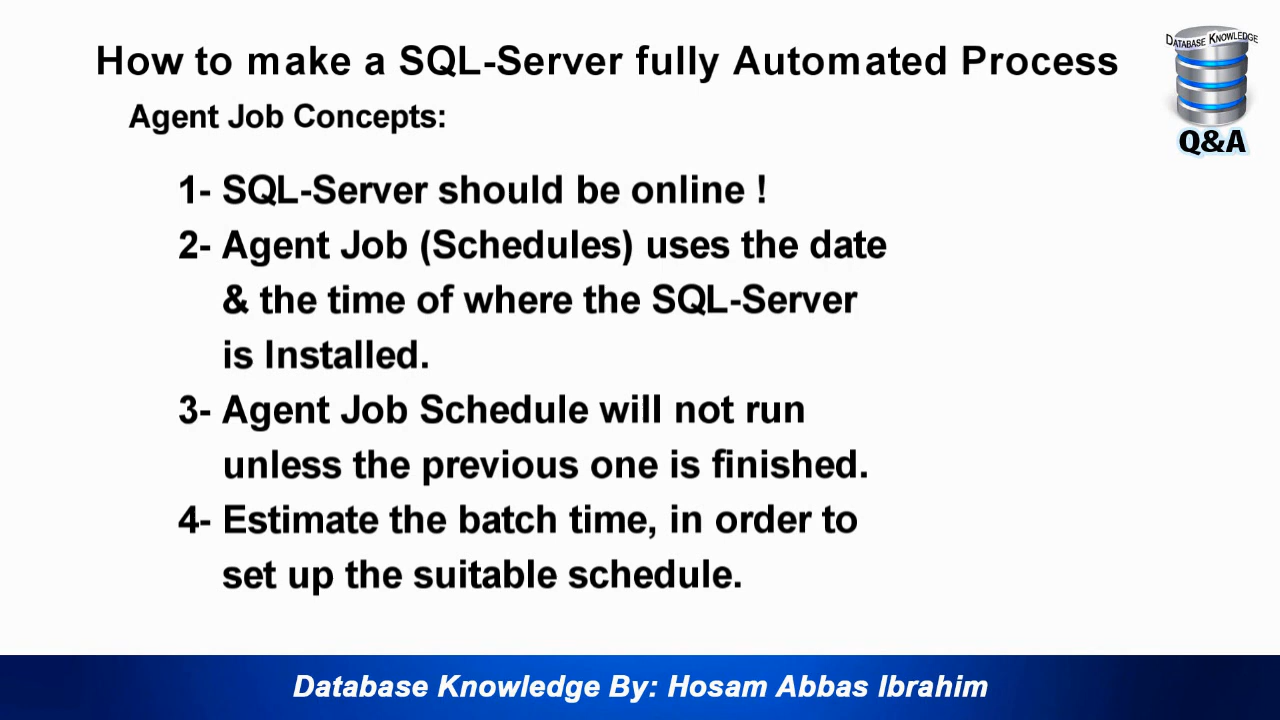 How to make a SQL-Server fully Automated Process
DATABASE KNOWLEDGE
Q&A
Agent Job Concepts:
1- SQL-Server should be online !
2- Agent Job (Schedules) uses the date
& the time of where the SQL-Server
is Installed.
3- Agent Job Schedule will not run
unless the previous one is finished.
4- Estimate the batch time, in order to
set up the suitable schedule.
Database Knowledge By: Hosam Abbas Ibrahim